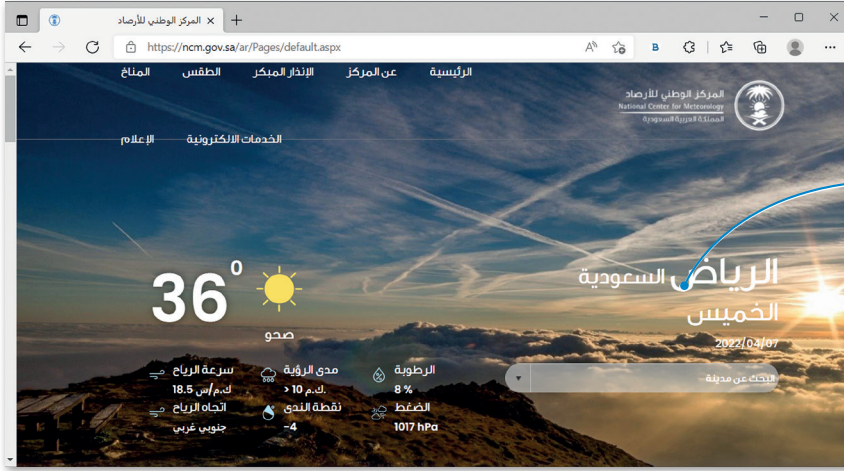 المركز الوطني للأرصاد
https://ncm.gov.sa/ar/Pages/default.aspx
الرئيسية
عن المركز
الإنذار المبكر
الطقس
المناخ
الخدمات الالكترونية
الإعلام
المركز الوطني للأرصاد
National Center for Meteorology
المملكة العربية السعودية
الرياض السعودية
الخميس
2022/04/07
البحث عن مدينة
36°
صحو
الرطوبة
8 %
الضغط
1017 hPa
مدى الرؤية
ك.م. 10 >
نقطة الندى
-4
سرعة الرياح
ك.م/س 18.5
اتجاه الرياح
جنوبي غربي